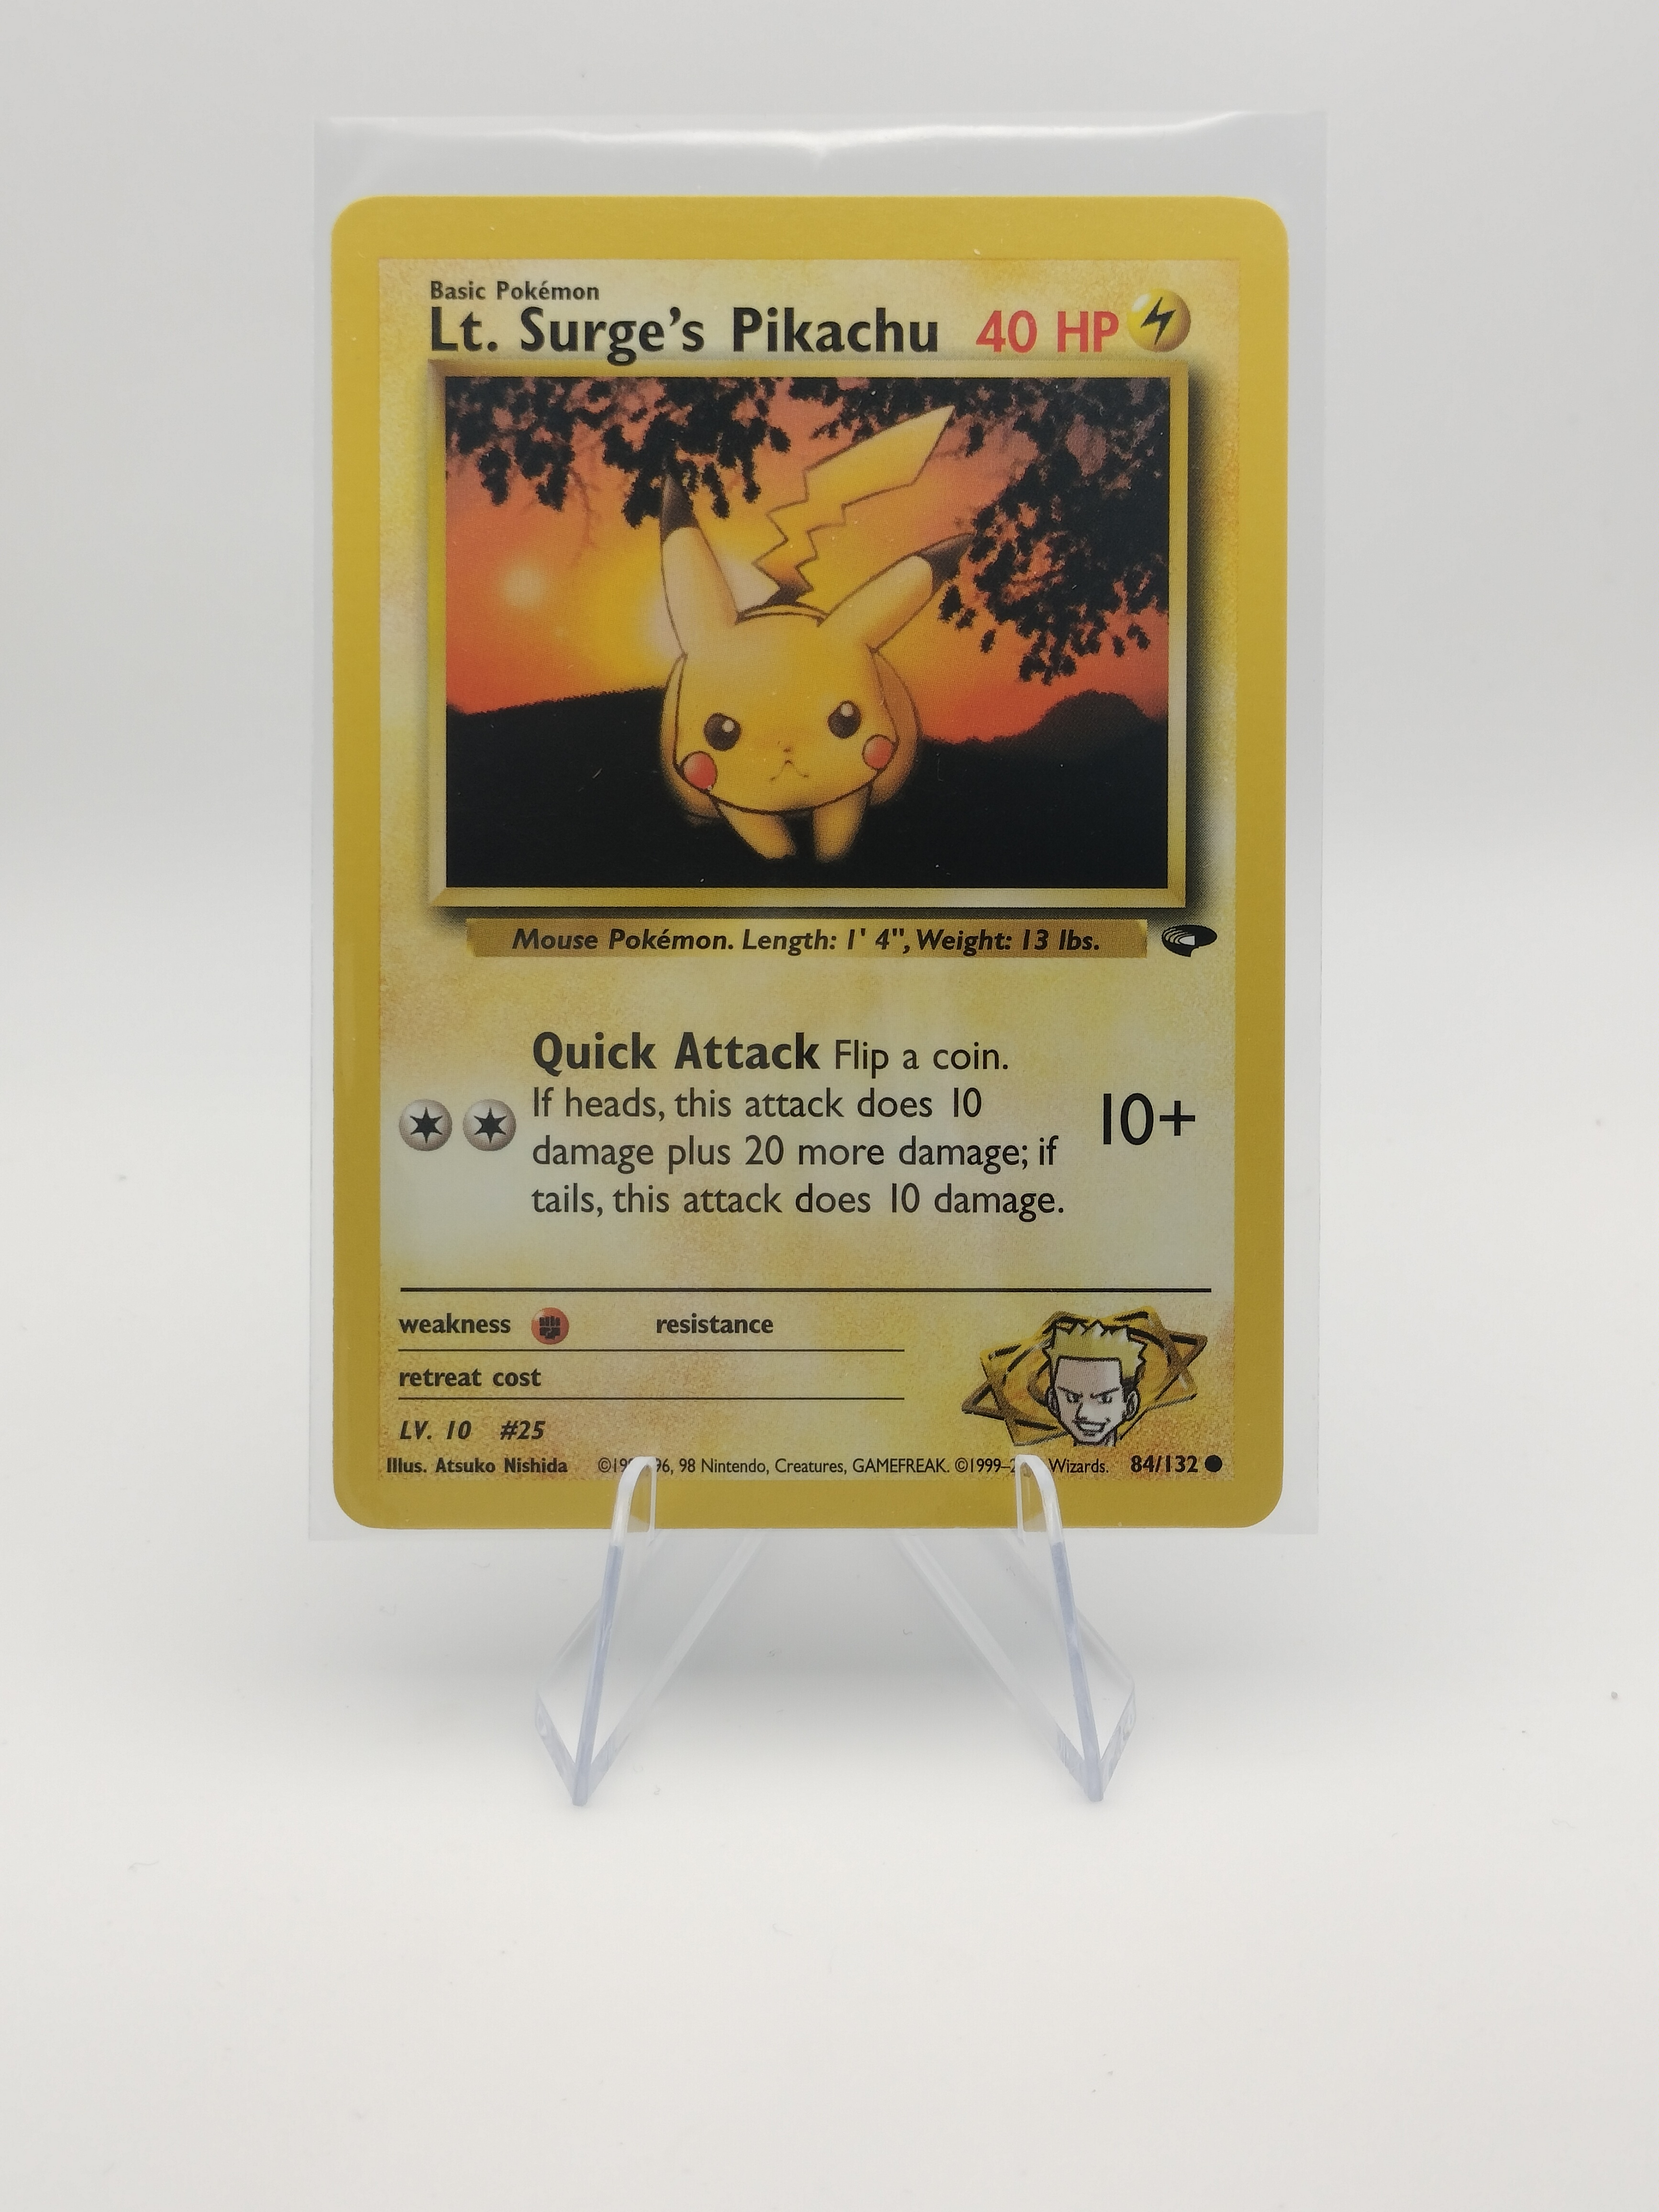 Basic Pokémon
Lt. Surge's Pikachu 40 HP
Mouse Pokémon. Length: 1' 4", Weight: 13 lbs.
Quick Attack Flip a coin.
If heads, this attack does 10
damage plus 20 more damage; if
tails, this attack does 10 damage.
10+
weakness resistance
retreat cost
LV. 10 #25
Illus. Atsuko Nishida 98 Nintendo, Creatures, GAMEFREAK. Wizards. 84/132